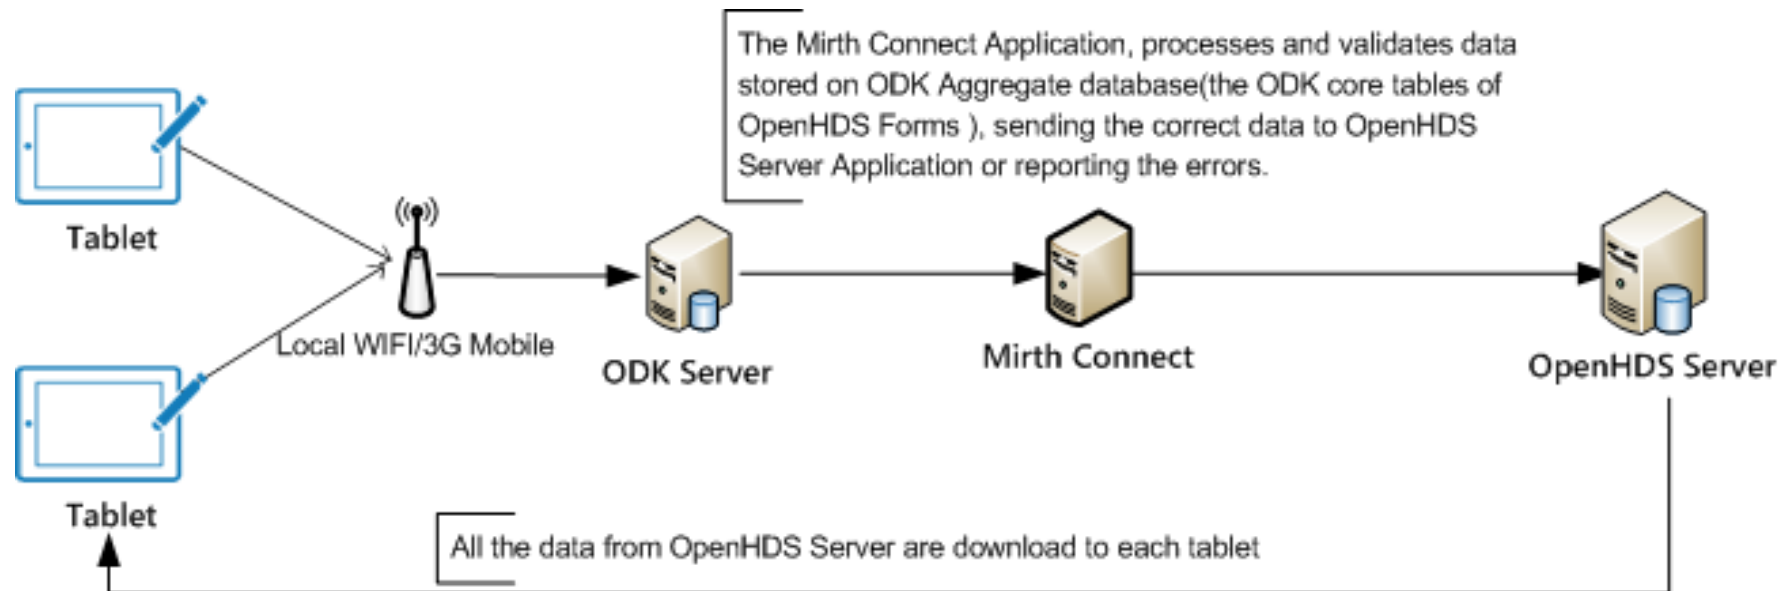 The Mirth Connect Application, processes and validates data
stored on ODK Aggregate database(the ODK core tables of
OpenHDS Forms ), sending the correct data to OpenHDS
Server Application or reporting the errors.
Tablet
Local WIFI/3G Mobile
ODK Server
Mirth Connect
OpenHDS Server
Tablet
All the data from OpenHDS Server are download to each tablet